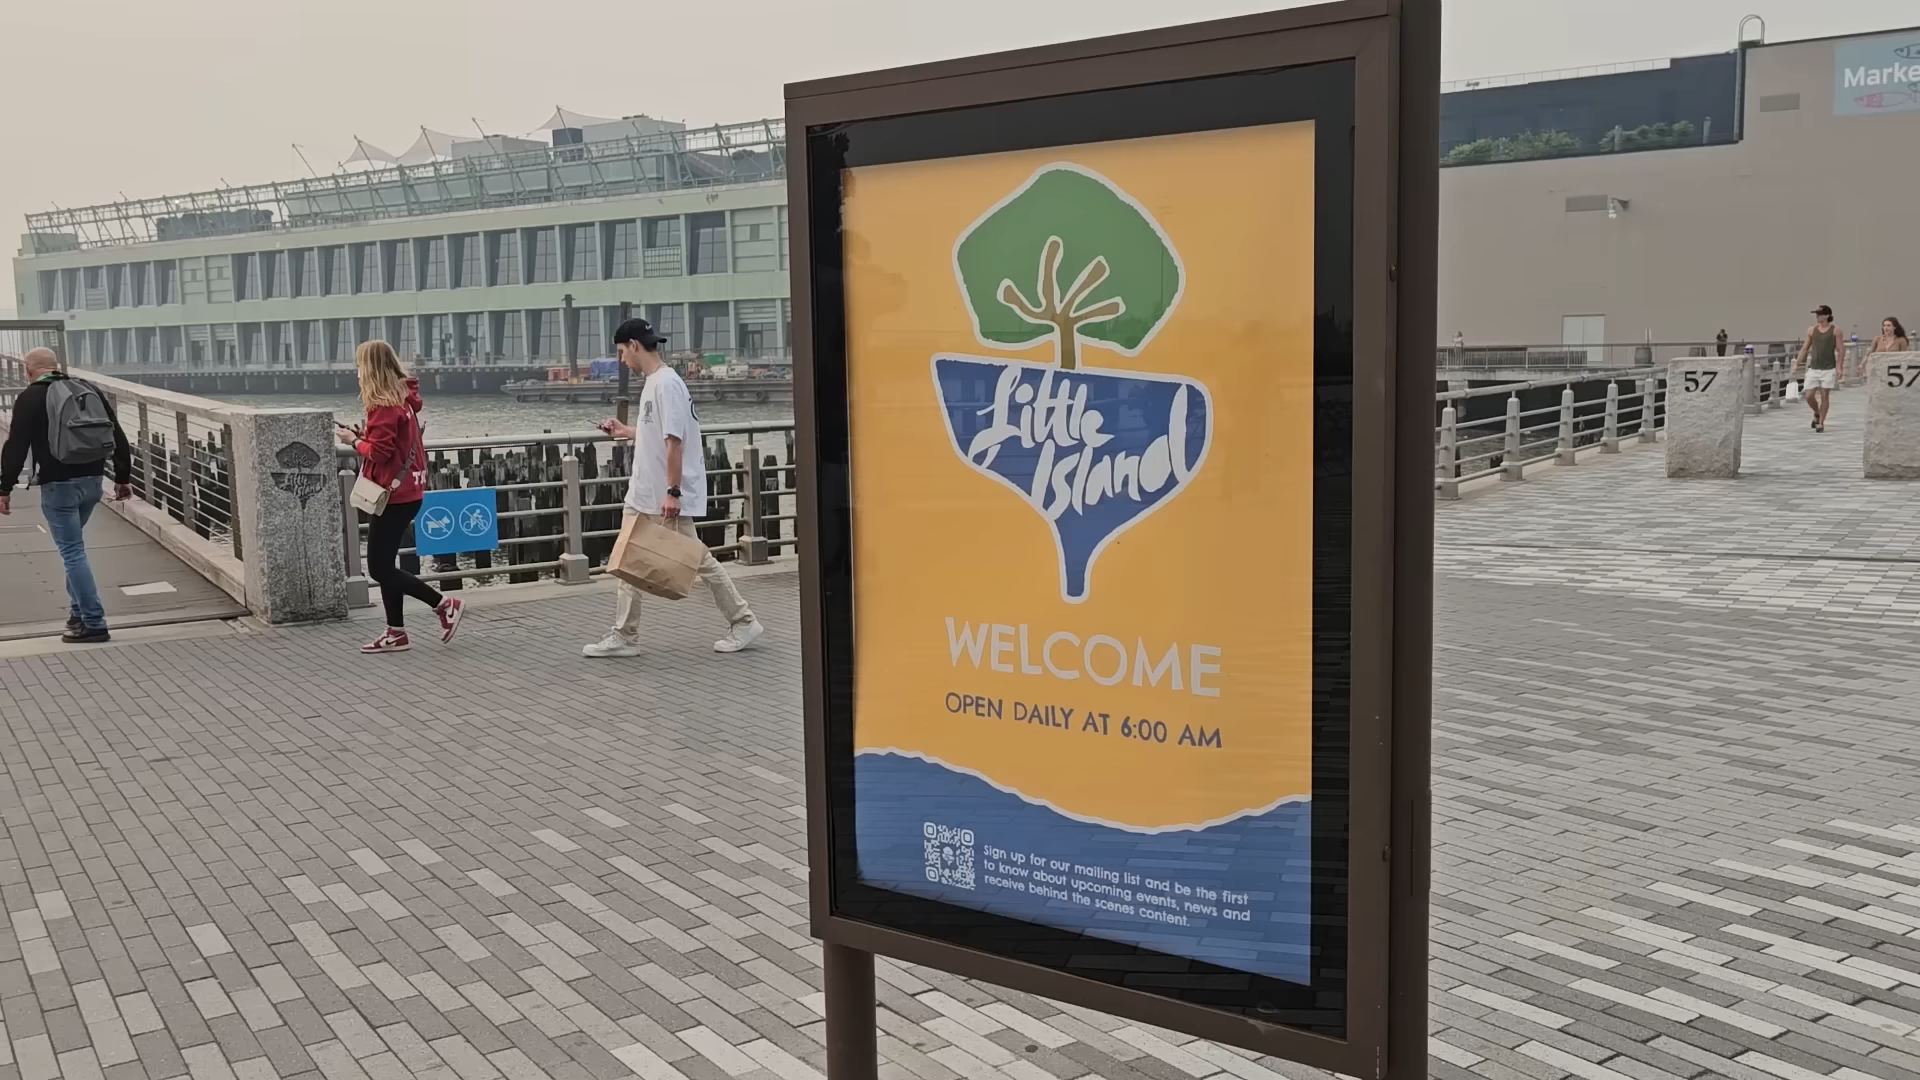 Little
Island
WELCOME
OPEN DAILY AT 6:00 AM
Sign up for our mailing list and be the first
to know about upcoming events, news and
receive behind the scenes content.
57
57